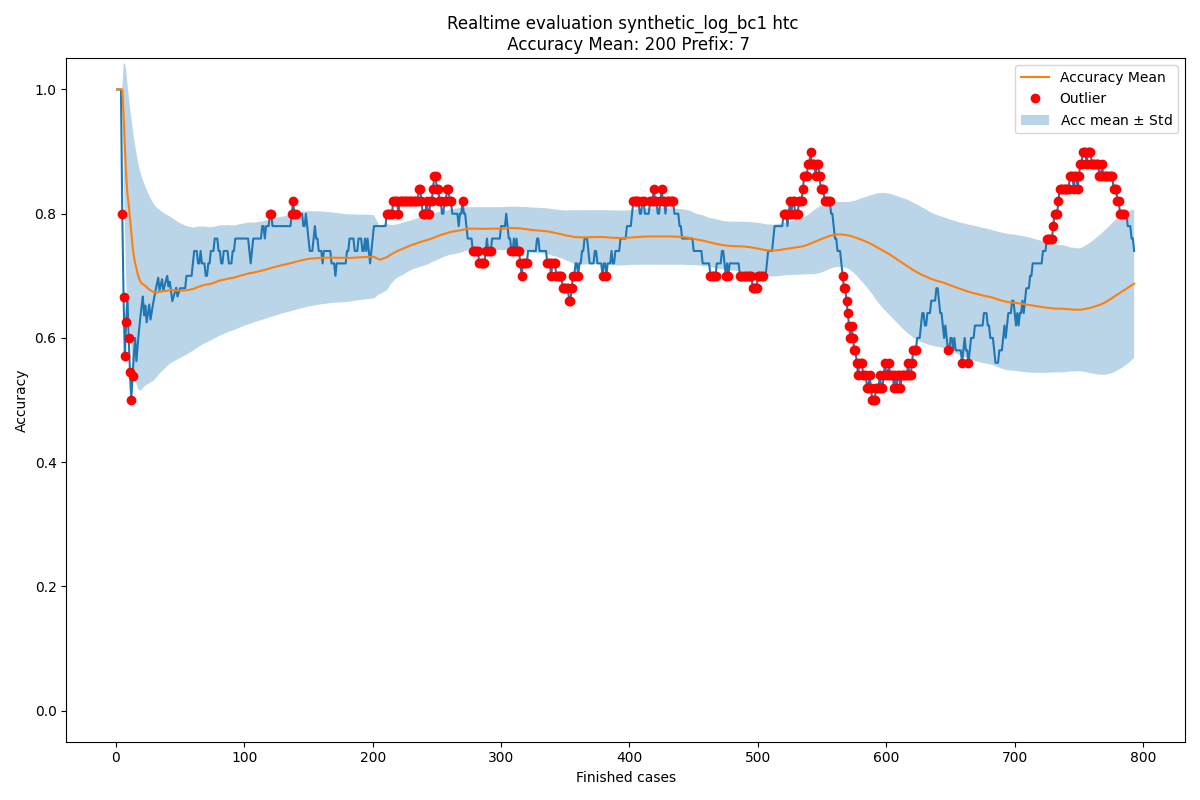 Realtime evaluation synthetic_log_bc1 htc
Accuracy Mean: 200 Prefix: 7
Accuracy Mean
Outlier
Acc mean ± Std
1.0
0.8
0.6
0.4
0.2
0.0
Accuracy
0 100 200 300 400 500 600 700 800
Finished cases